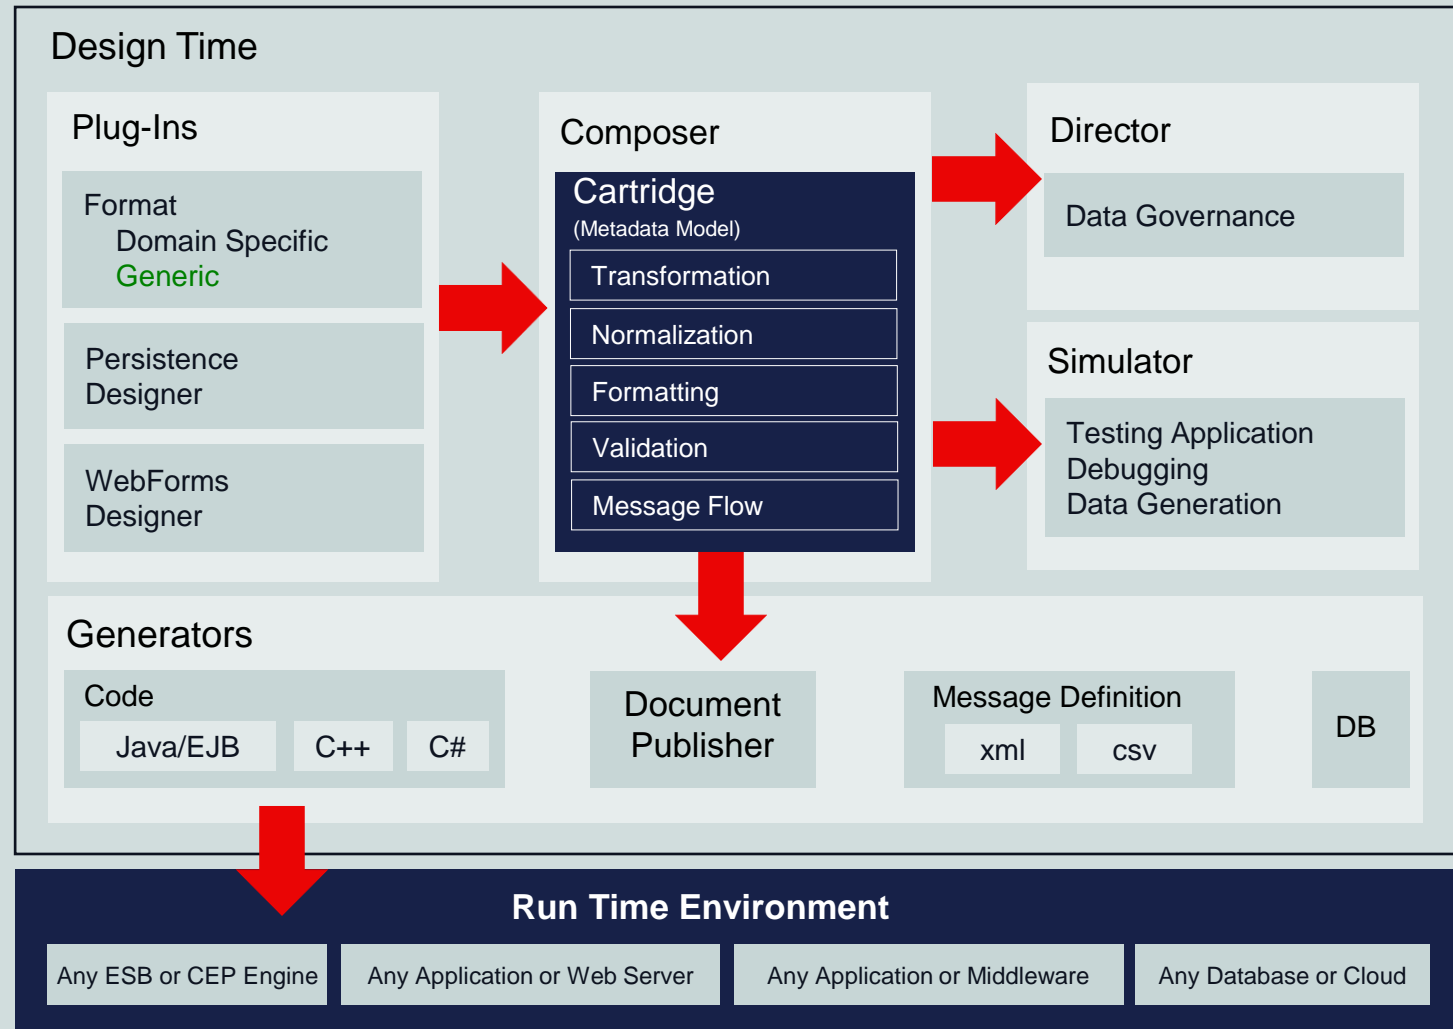 Design Time
Plug-Ins
Format
Domain Specific
Generic
Persistence
Designer
WebForms
Designer
Composer
Cartridge
(Metadata Model)
Transformation
Normalization
Formatting
Validation
Message Flow
Director
Data Governance
Simulator
Testing Application
Debugging
Data Generation
Generators
Code
Java/EJB
C++
C#
Document
Publisher
Message Definition
xml
csv
DB
Run Time Environment
Any ESB or CEP Engine
Any Application or Web Server
Any Application or Middleware
Any Database or Cloud